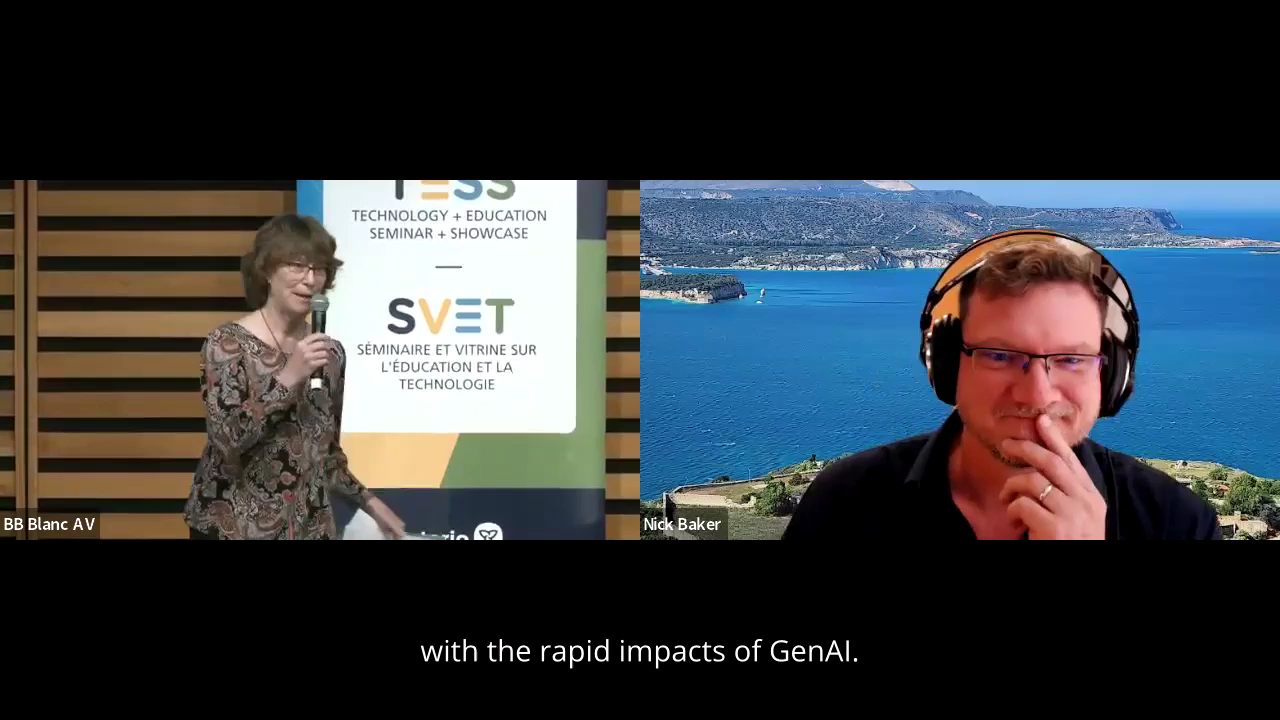 TESS
TECHNOLOGY + EDUCATION
SEMINAR + SHOWCASE
SVET
SÉMINAIRE ET VITRINE SUR
L'ÉDUCATION ET LA
TECHNOLOGIE
BB Blanc AV
Nick Baker
with the rapid impacts of GenAI.